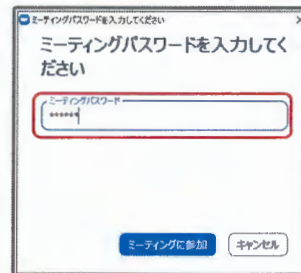 ミーティングパスワードを入力してください
ミーティングパスワードを入力してく
ださい
ミーティングパスワード
******
ミーティングに参加
キャンセル